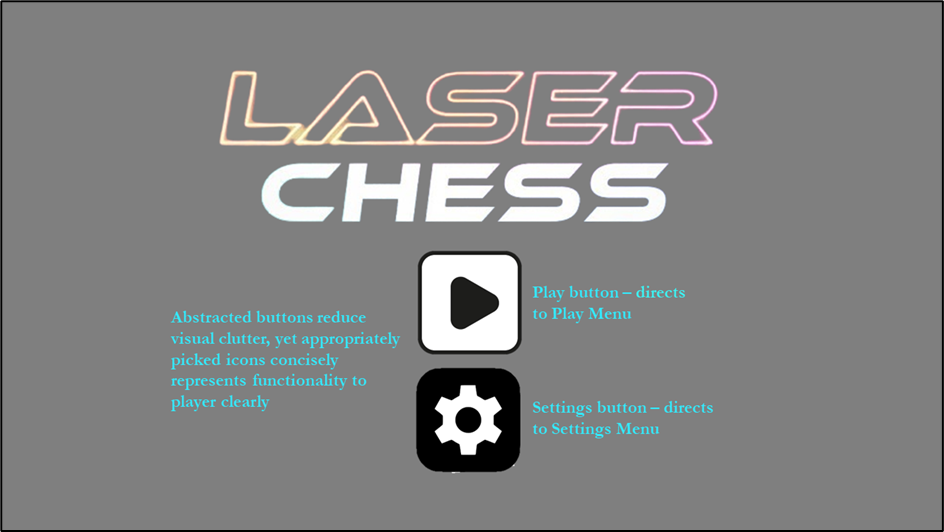 LASER
CHESS
Play button – directs
to Play Menu
Abstracted buttons reduce
visual clutter, yet appropriately
picked icons concisely
represents functionality to
player clearly
Settings button – directs
to Settings Menu